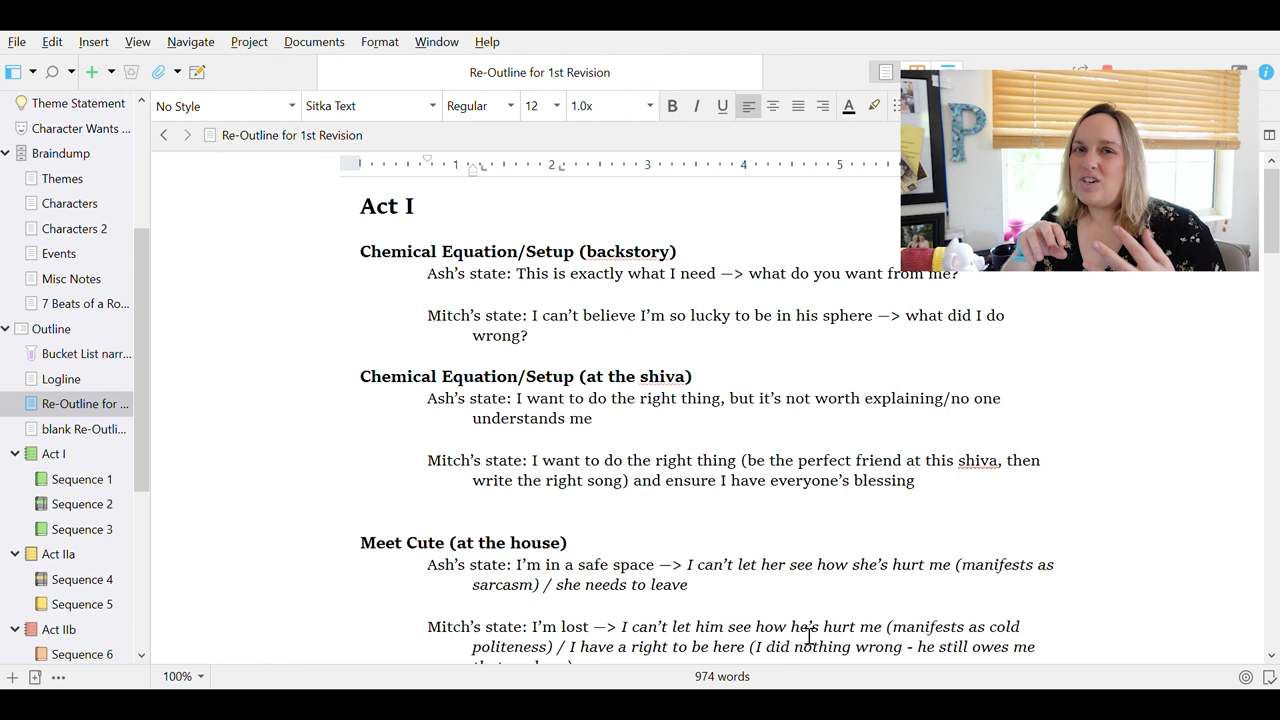 File Edit Insert View Navigate Project Documents Format Window Help
Re-Outline for 1st Revision
No Style Sitka Text Regular 12 1.0x B I U A
Re-Outline for 1st Revision
Theme Statement
Character Wants ...
Braindump
Themes
Characters
Characters 2
Events
Misc Notes
7 Beats of a Ro...
Outline
Bucket List narr...
Logline
Re-Outline for ...
blank Re-Outli...
Act I
Sequence 1
Sequence 2
Sequence 3
Act IIa
Sequence 4
Sequence 5
Act IIb
Sequence 6
1 2 3 4 5
P
Act I
Chemical Equation/Setup (backstory)
Ash's state: This is exactly what I need —> what do you want from me?
Mitch's state: I can't believe I'm so lucky to be in his sphere —> what did I do
wrong?
Chemical Equation/Setup (at the shiva)
Ash's state: I want to do the right thing, but it's not worth explaining/no one
understands me
Mitch's state: I want to do the right thing (be the perfect friend at this shiva, then
write the right song) and ensure I have everyone's blessing
Meet Cute (at the house)
Ash's state: I'm in a safe space —> I can't let her see how she's hurt me (manifests as
sarcasm) / she needs to leave
Mitch's state: I'm lost —> I can't let him see how he's hurt me (manifests as cold
politeness) / I have a right to be here (I did nothing wrong - he still owes me
100% 974 words